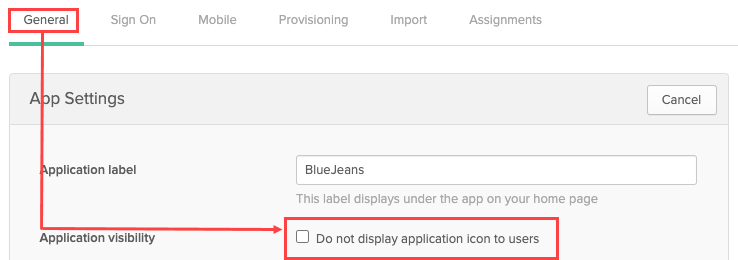 General Sign On Mobile Provisioning Import Assignments
App Settings Cancel
Application label BlueJeans
This label displays under the app on your home page
Application visibility Do not display application icon to users